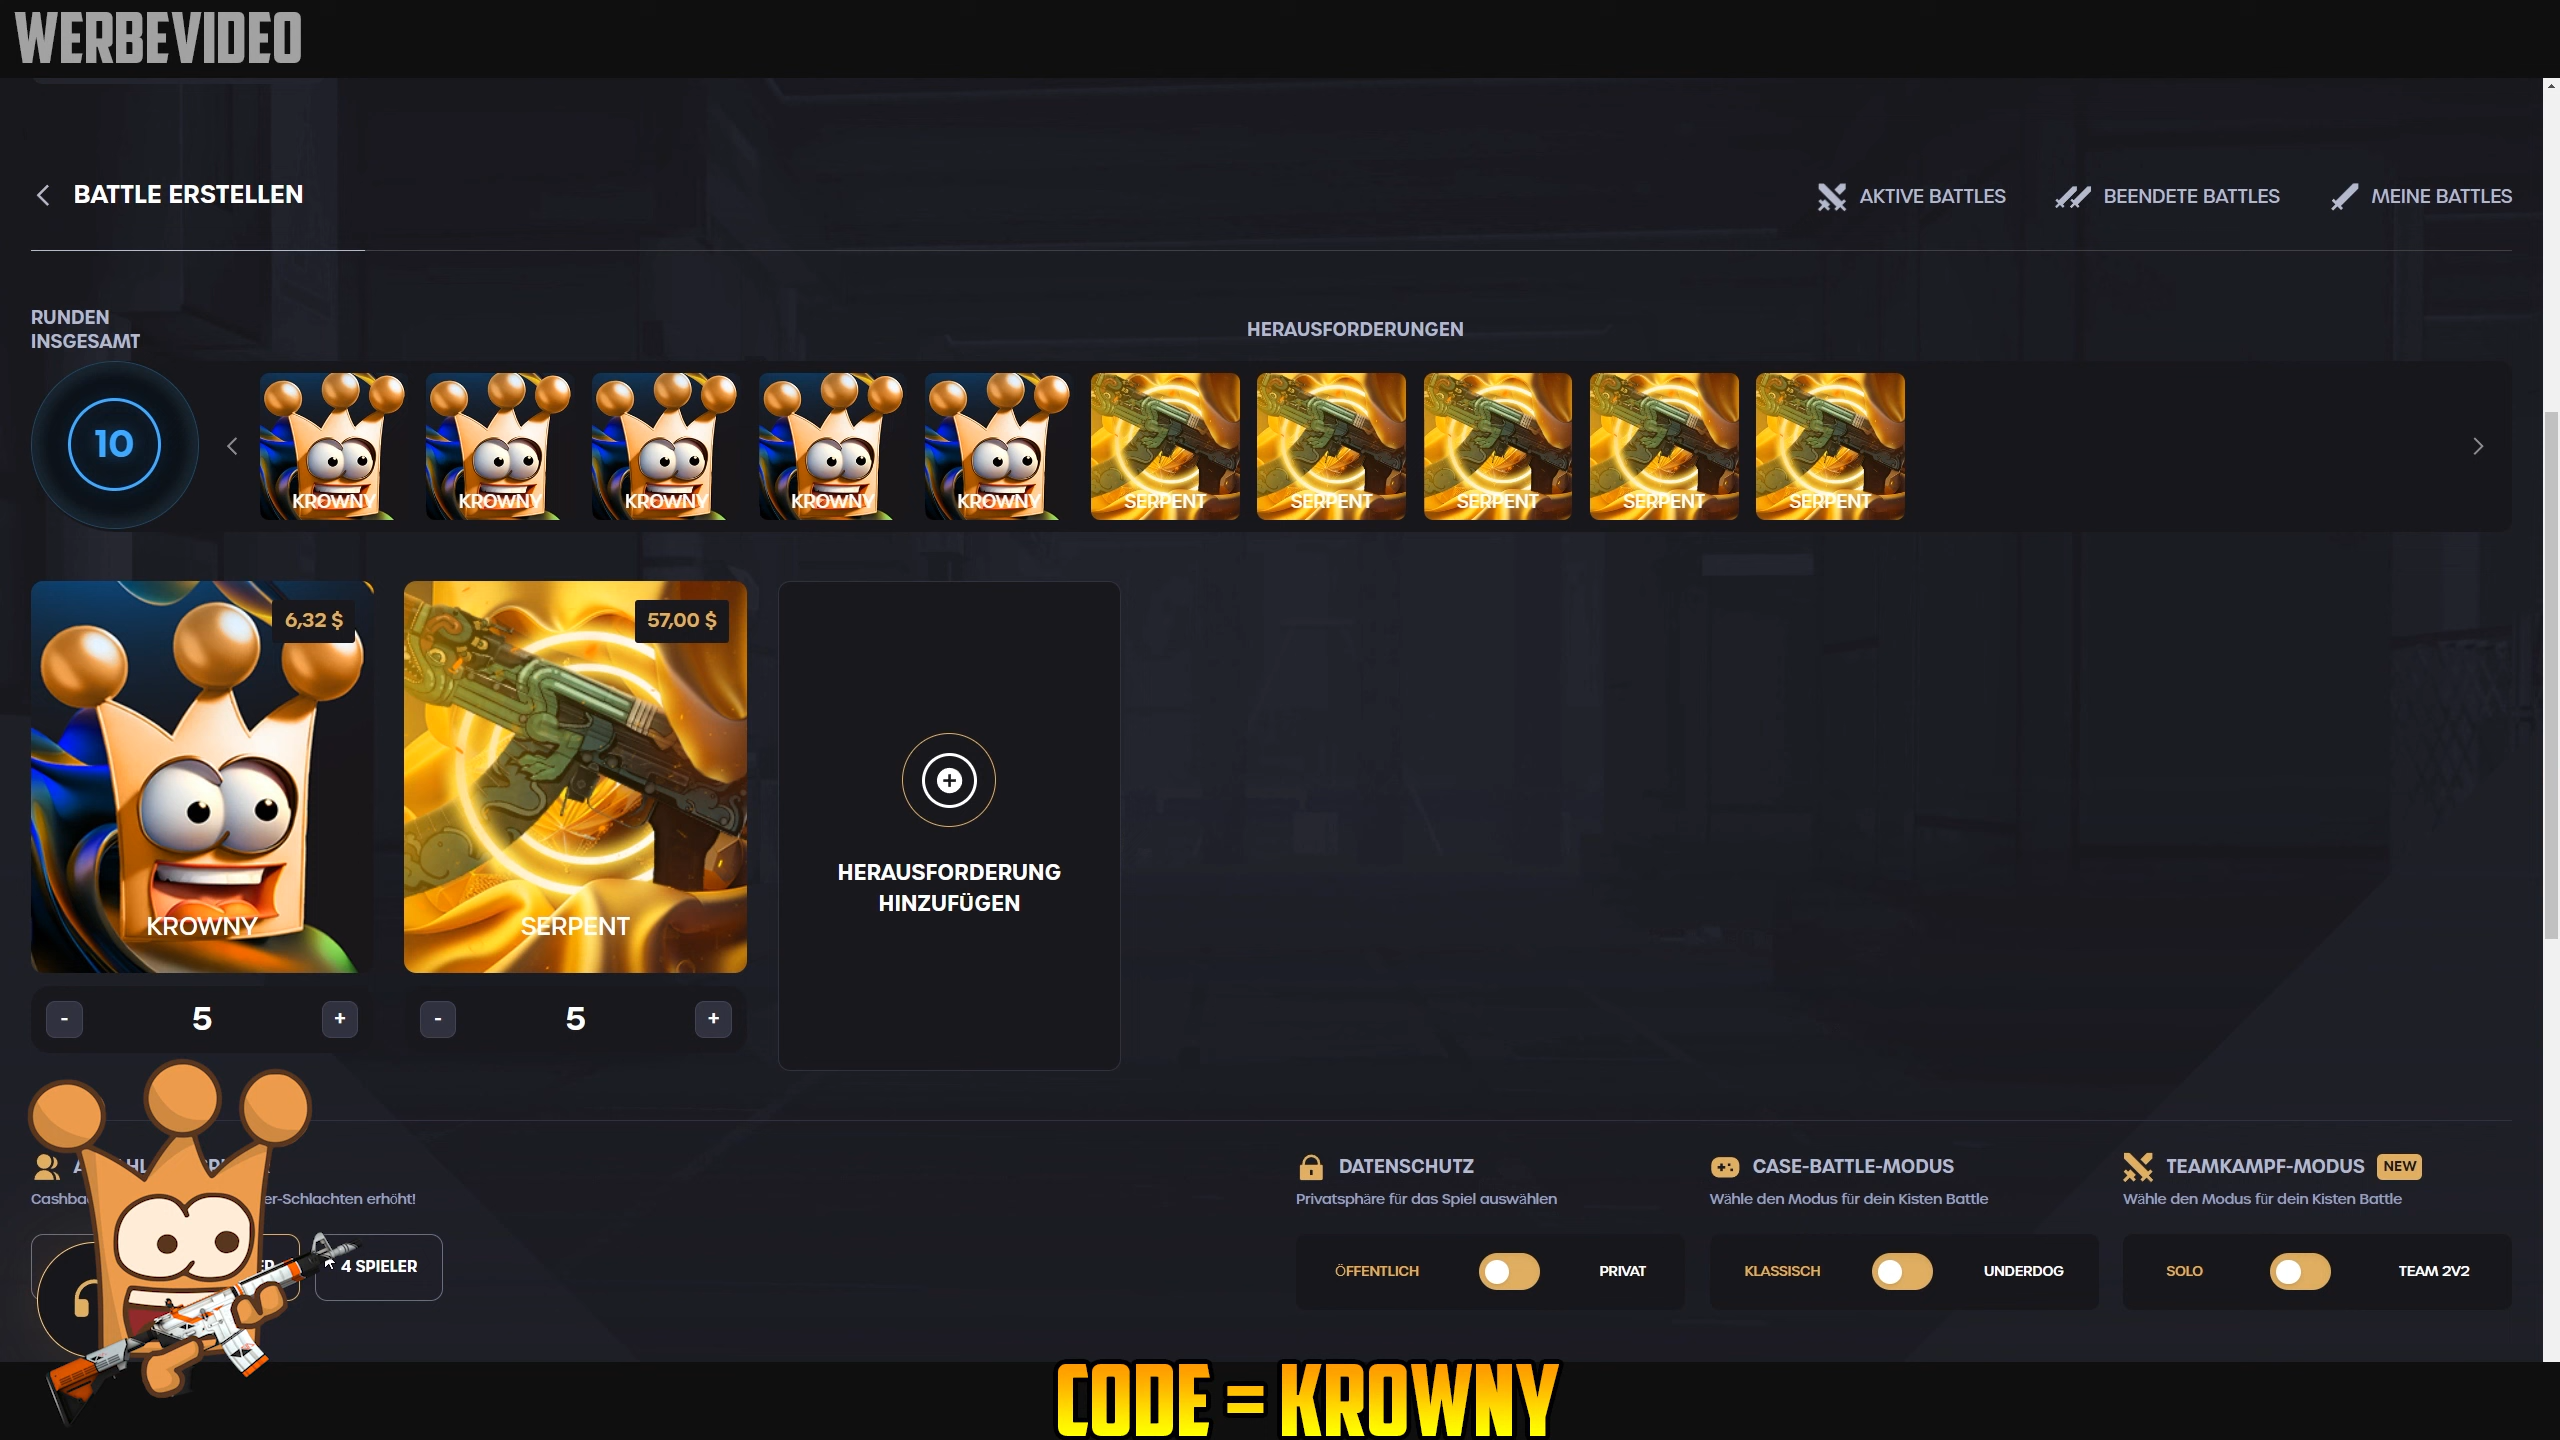 WERBEVIDEO
BATTLE ERSTELLEN
AKTIVE BATTLES
BEENDETE BATTLES
MEINE BATTLES
RUNDEN
INSGESAMT
HERAUSFORDERUNGEN
10
KROWNY
KROWNY
KROWNY
KROWNY
KROWNY
SERPENT
SERPENT
SERPENT
SERPENT
SERPENT
6,32 $
KROWNY
- 5 +
57,00 $
SERPENT
- 5 +
HERAUSFORDERUNG
HINZUFÜGEN
er-Schlachten erhöht!
4 SPIELER
DATENSCHUTZ
Privatsphäre für das Spiel auswählen
ÖFFENTLICH
PRIVAT
CASE-BATTLE-MODUS
Wähle den Modus für dein Kisten Battle
KLASSISCH
UNDERDOG
TEAMKAMPF-MODUS NEW
Wähle den Modus für dein Kisten Battle
SOLO
TEAM 2V2
CODE = KROWNY